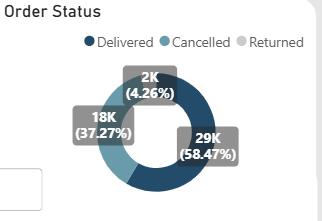 Order Status
Delivered Cancelled Returned
2K
(4.26%)
18K
(37.27%)
29K
(58.47%)